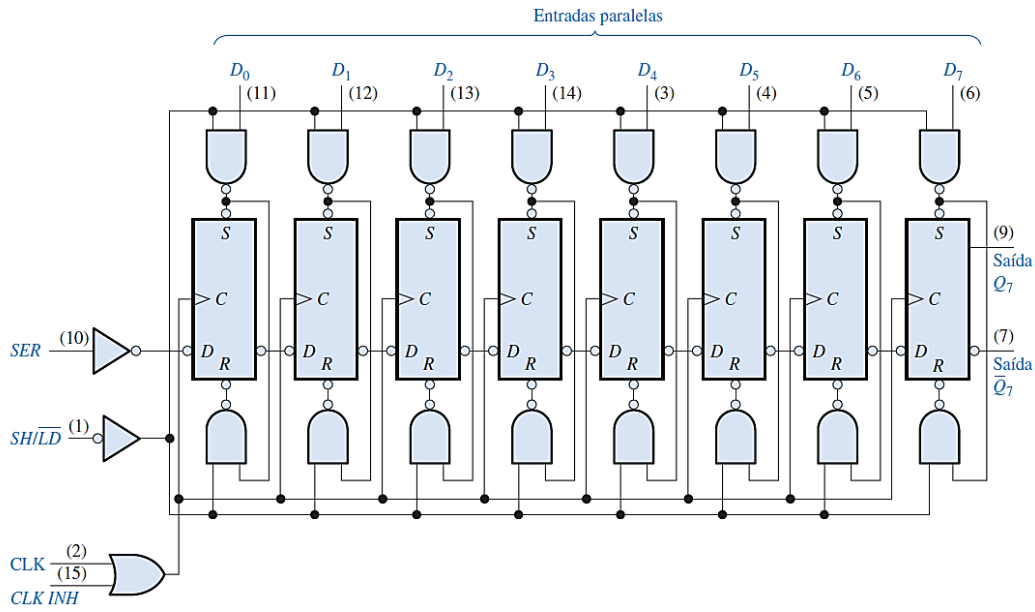 Entradas paralelas
D0 D1 D2 D3 D4 D5 D6 D7
(11) (12) (13) (14) (3) (4) (5) (6)
S S S S S S S S
(9)
Saída
Q7
C C C C C C C C
SER (10)
D D D D D D D D
R R R R R R R R
(7)
Saída
Q̅7
SH/L̅D̅ (1)
CLK (2)
(15)
CLK INH